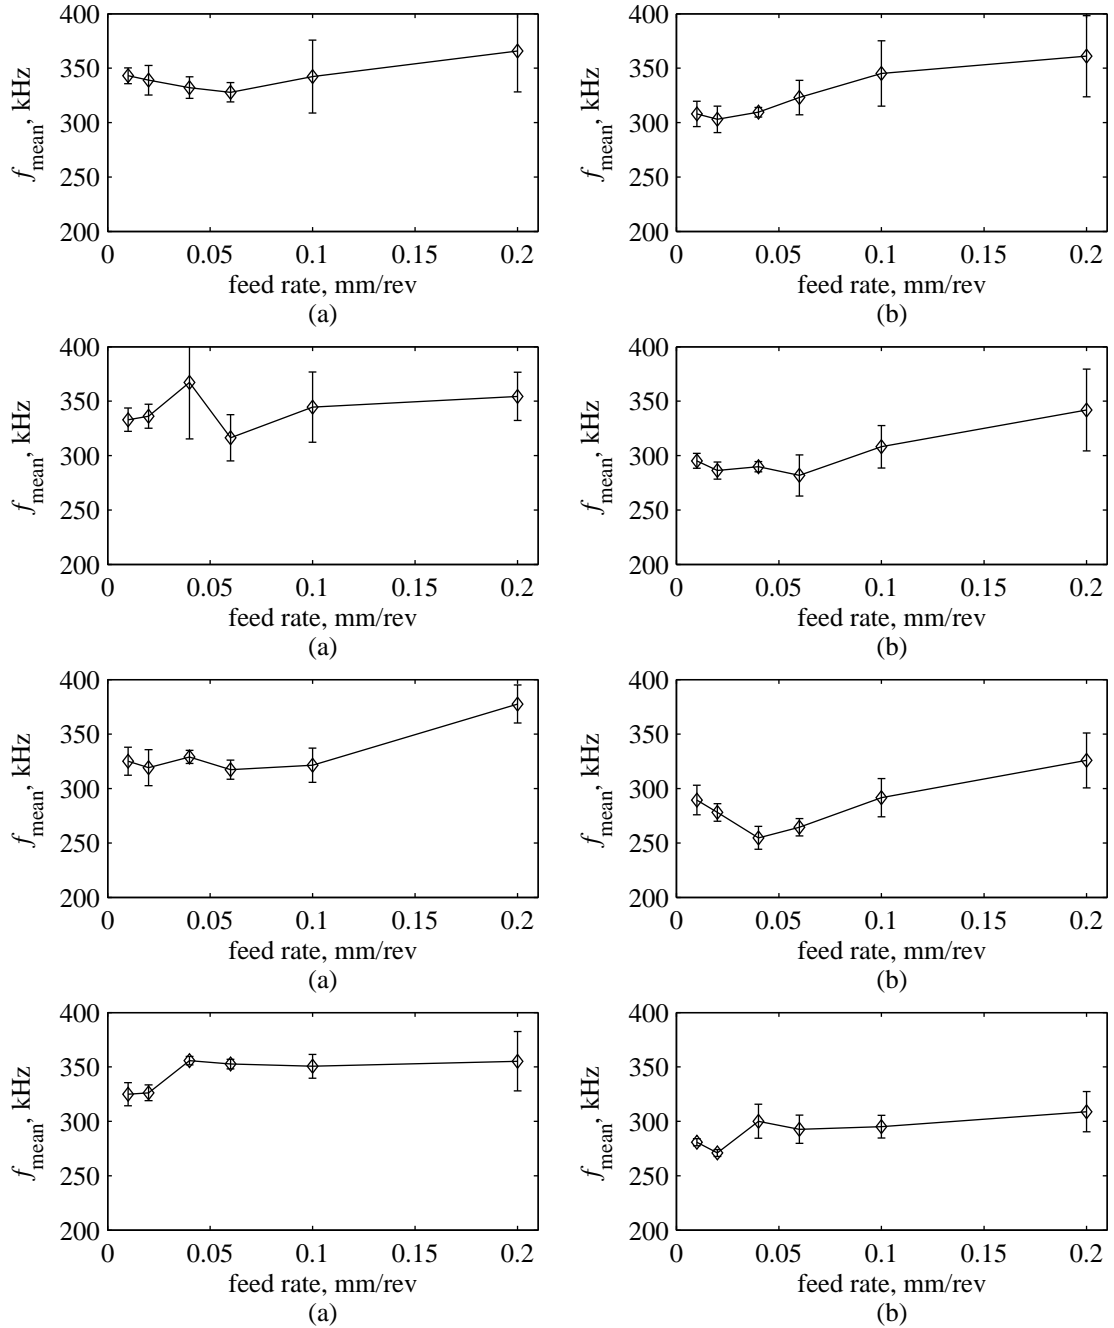 400 400
350 350
300 300
250 250
200 200
f_mean, kHz f_mean, kHz
0 0.05 0.1 0.15 0.2 0 0.05 0.1 0.15 0.2
feed rate, mm/rev feed rate, mm/rev
(a) (b)
400 400
350 350
300 300
250 250
200 200
f_mean, kHz f_mean, kHz
0 0.05 0.1 0.15 0.2 0 0.05 0.1 0.15 0.2
feed rate, mm/rev feed rate, mm/rev
(a) (b)
400 400
350 350
300 300
250 250
200 200
f_mean, kHz f_mean, kHz
0 0.05 0.1 0.15 0.2 0 0.05 0.1 0.15 0.2
feed rate, mm/rev feed rate, mm/rev
(a) (b)
400 400
350 350
300 300
250 250
200 200
f_mean, kHz f_mean, kHz
0 0.05 0.1 0.15 0.2 0 0.05 0.1 0.15 0.2
feed rate, mm/rev feed rate, mm/rev
(a) (b)